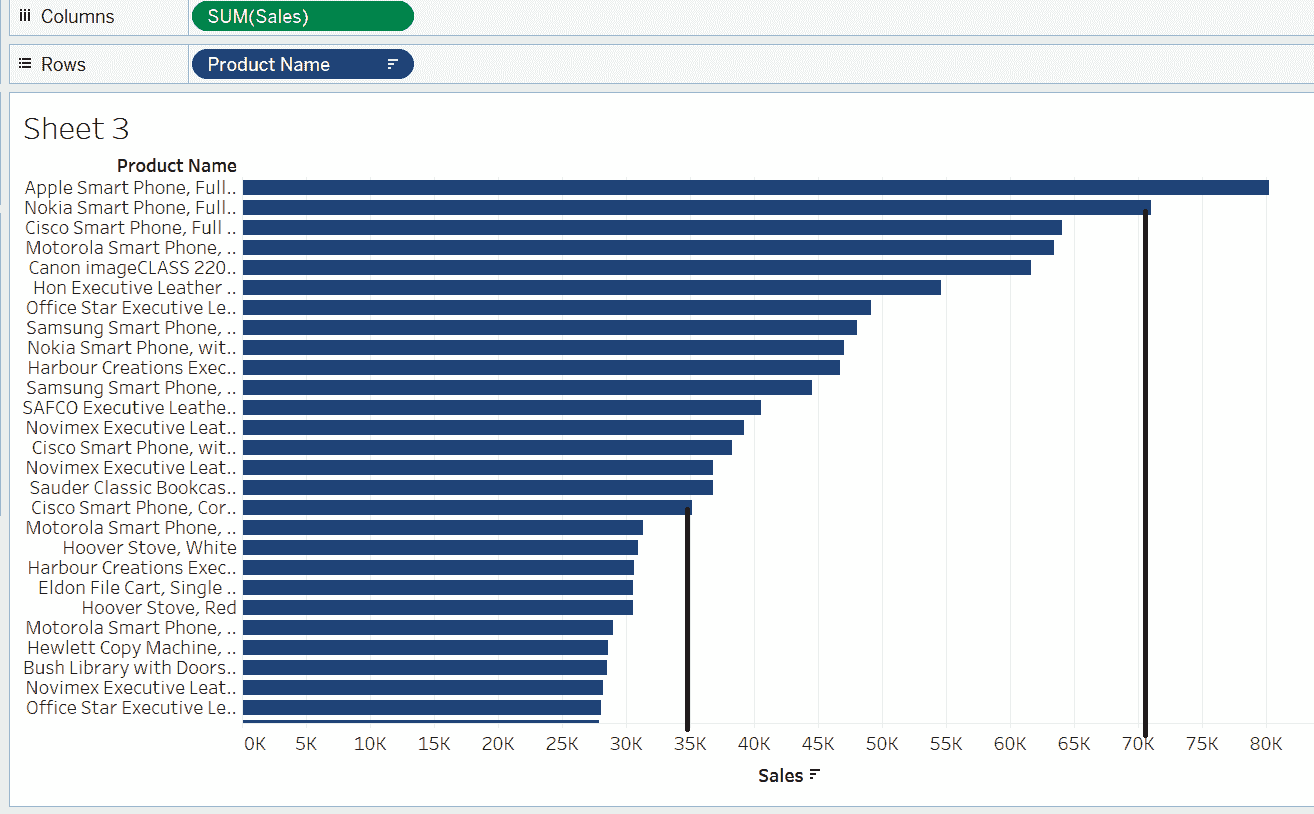 Columns SUM(Sales)
Rows Product Name
Sheet 3
Product Name
Apple Smart Phone, Full..
Nokia Smart Phone, Full..
Cisco Smart Phone, Full ..
Motorola Smart Phone, ..
Canon imageCLASS 220..
Hon Executive Leather ..
Office Star Executive Le..
Samsung Smart Phone, ..
Nokia Smart Phone, wit..
Harbour Creations Exec..
Samsung Smart Phone, ..
SAFCO Executive Leathe..
Novimex Executive Leat..
Cisco Smart Phone, wit..
Novimex Executive Leat..
Sauder Classic Bookcas..
Cisco Smart Phone, Cor..
Motorola Smart Phone, ..
Hoover Stove, White
Harbour Creations Exec..
Eldon File Cart, Single ..
Hoover Stove, Red
Motorola Smart Phone, ..
Hewlett Copy Machine, ..
Bush Library with Doors..
Novimex Executive Leat..
Office Star Executive Le..
0K 5K 10K 15K 20K 25K 30K 35K 40K 45K 50K 55K 60K 65K 70K 75K 80K
Sales